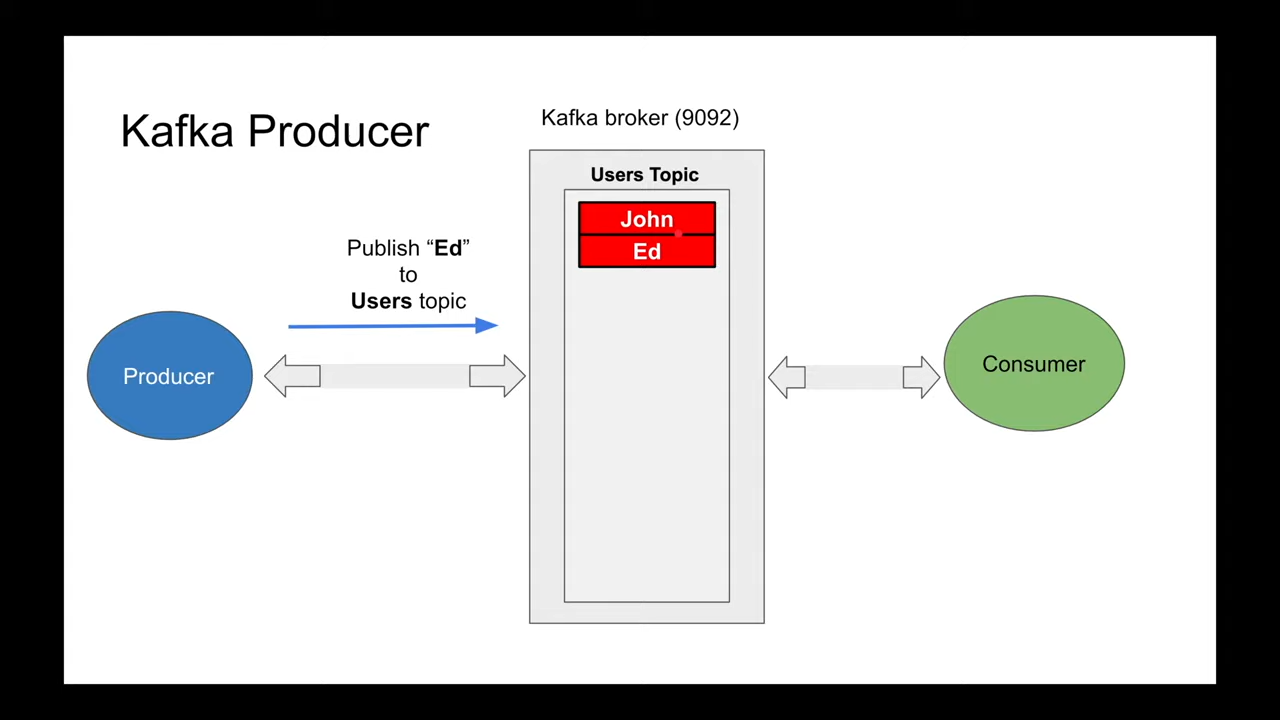 Kafka Producer
Kafka broker (9092)
Users Topic
John
Ed
Publish “Ed”
to
Users topic
Producer
Consumer